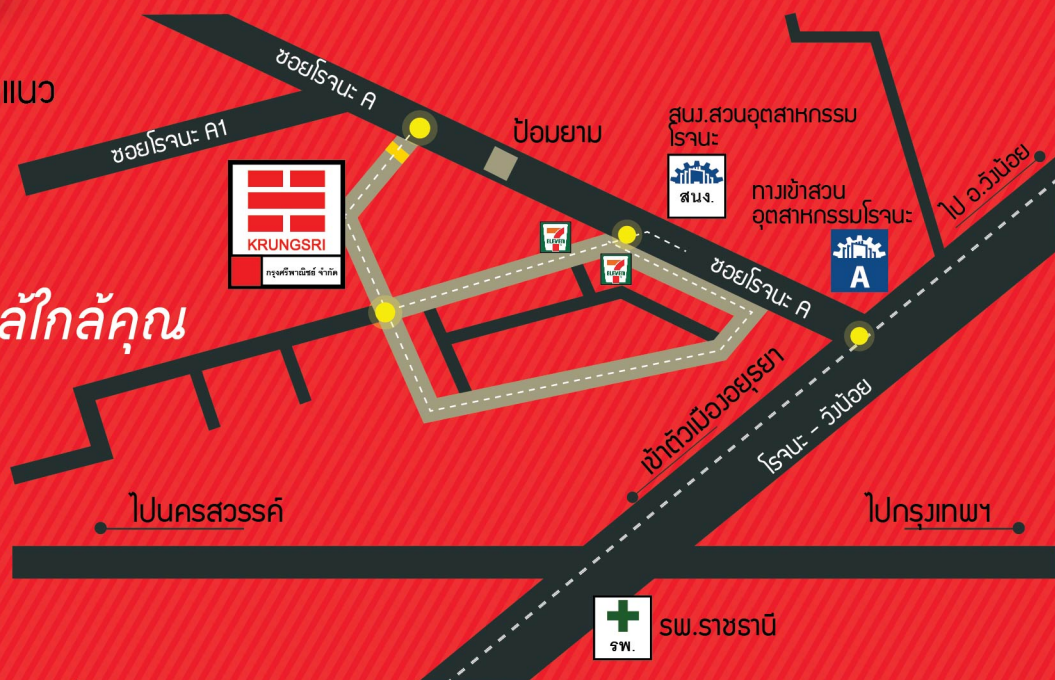 แนว
ซอยโรจนะ A
ซอยโรจนะ A1
ป้อมยาม
สนง.สวนอุตสาหกรรม
โรจนะ
สนง.
ทางเข้าสวน
อุตสาหกรรมโรจนะ
A
ไป อ.วังน้อย
KRUNGSRI
กรุงศรีพาณิชย์ จำกัด
7
ELEVEN
7
ELEVEN
ซอยโรจนะ A
ล้ใกล้คุณ
เข้าตัวเมืองอยุรยา
โรจนะ - วังน้อย
ไปนครสวรรค์
ไปกรุงเทพฯ
รพ.
รพ.ราชธานี